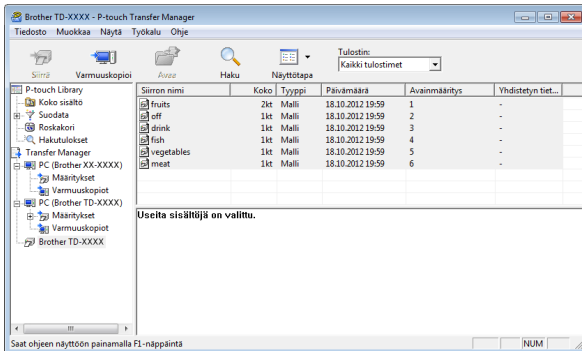 Brother TD-XXXX - P-touch Transfer Manager
Tiedosto Muokkaa Näytä Työkalu Ohje
Tulostin:
Kaikki tulostimet
Siirrä Varmuuskopioi Avaa Haku Näyttötapa
P-touch Library
Koko sisältö
Suodata
Roskakori
Hakutulokset
Transfer Manager
PC (Brother XX-XXXX)
Määritykset
Varmuuskopiot
PC (Brother TD-XXXX)
Määritykset
Varmuuskopiot
Brother TD-XXXX
Siirron nimi Koko Tyyppi Päivämäärä Avainmääritys Yhdistetyn tiet...
fruits 2kt Malli 18.10.2012 19:59 1 -
off 1kt Malli 18.10.2012 19:59 2 -
drink 1kt Malli 18.10.2012 19:59 3 -
fish 1kt Malli 18.10.2012 19:59 4 -
vegetables 1kt Malli 18.10.2012 19:59 5 -
meat 1kt Malli 18.10.2012 19:59 6 -
Useita sisältöjä on valittu.
Saat ohjeen näyttöön painamalla F1-näppäintä
NUM